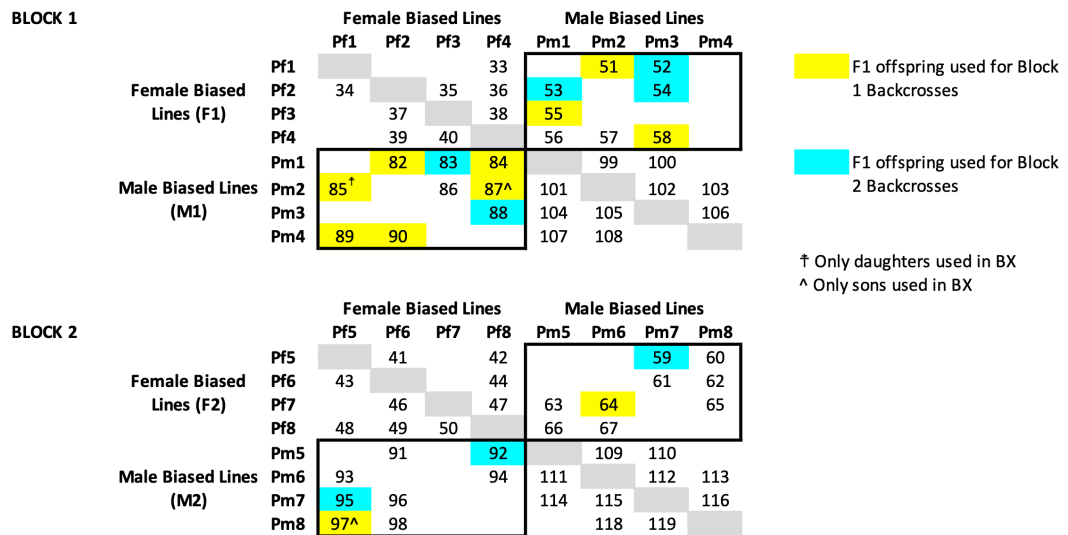 BLOCK 1 Female Biased Lines Male Biased Lines
Pf1 Pf2 Pf3 Pf4 Pm1 Pm2 Pm3 Pm4
Pf1 33 51 52
Pf2 34 35 36 53 54
Pf3 37 38 55
Pf4 39 40 56 57 58
Female Biased
Lines (F1)
Pm1 82 83 84 99 100
Pm2 85† 86 87^ 101 102 103
Pm3 88 104 105 106
Pm4 89 90 107 108
Male Biased Lines
(M1)
F1 offspring used for Block
1 Backcrosses
F1 offspring used for Block
2 Backcrosses
† Only daughters used in BX
^ Only sons used in BX
BLOCK 2 Female Biased Lines Male Biased Lines
Pf5 Pf6 Pf7 Pf8 Pm5 Pm6 Pm7 Pm8
Pf5 41 42 59 60
Pf6 43 44 61 62
Pf7 46 47 63 64 65
Pf8 48 49 50 66 67
Female Biased
Lines (F2)
Pm5 91 92 109 110
Pm6 93 94 111 112 113
Pm7 95 96 114 115 116
Pm8 97^ 98 118 119
Male Biased Lines
(M2)